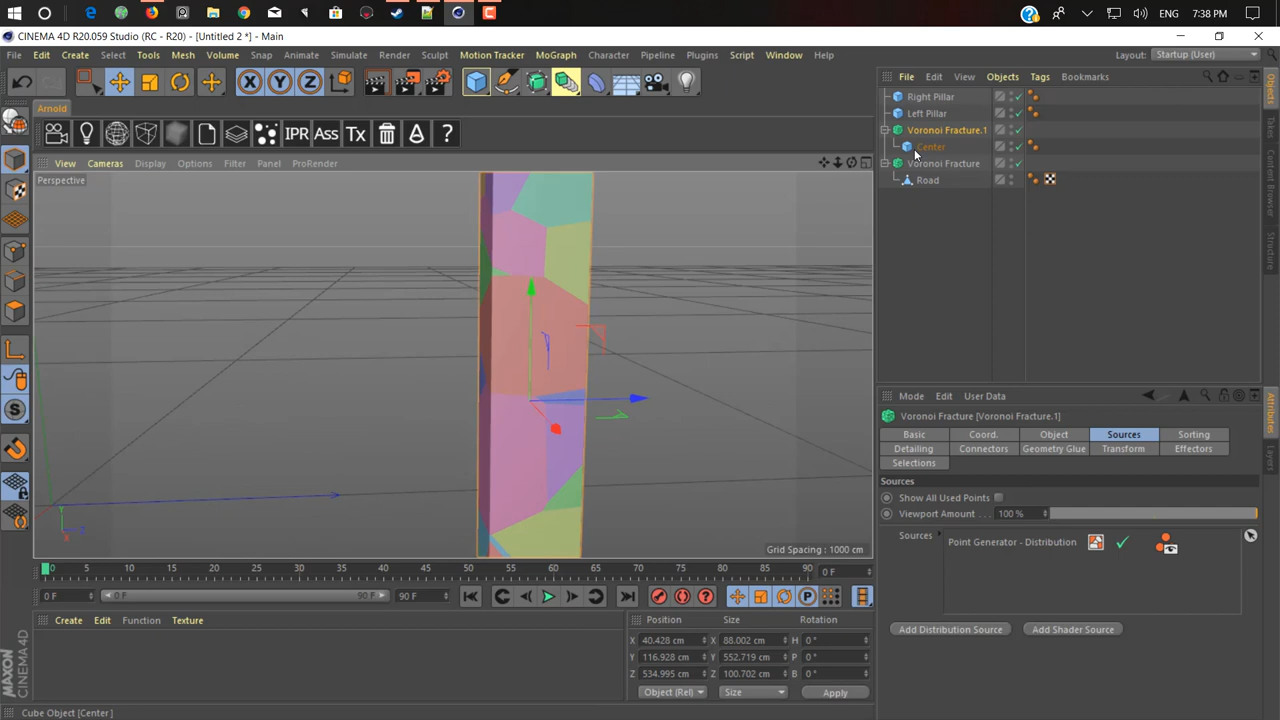 ENG 7:38 PM
CINEMA 4D R20.059 Studio (RC - R20) - [Untitled 2 *] - Main
File Edit Create Select Tools Mesh Volume Snap Animate Simulate Render Sculpt Motion Tracker MoGraph Character Pipeline Plugins Script Window Help Layout: Startup (User)
File Edit View Objects Tags Bookmarks
X Y Z
Right Pillar
Arnold
Left Pillar
Voronoi Fracture.1
IPR Ass Tx ?
Center
View Cameras Display Options Filter Panel ProRender
Voronoi Fracture
Perspective
Road
Objects
Takes
Content Browser
Structure
Mode Edit User Data
Voronoi Fracture [Voronoi Fracture.1]
Basic Coord. Object Sources Sorting
Detailing Connectors Geometry Glue Transform Effectors
Selections
Attributes
Layers
Sources
Show All Used Points
Viewport Amount . . . 100 %
Sources
Point Generator - Distribution
Add Distribution Source Add Shader Source
Y
Z
X
S
Grid Spacing : 1000 cm
0 5 10 15 20 25 30 35 40 45 50 55 60 65 70 75 80 85 90 0 F
0 F 0 F 90 F 90 F
P
Create Edit Function Texture
Position Size Rotation
X 40.428 cm X 88.002 cm H 0 °
Y 116.928 cm Y 552.719 cm P 0 °
Z 534.995 cm Z 100.702 cm B 0 °
Object (Rel) Size Apply
MAXON
CINEMA 4D
Cube Object [Center]